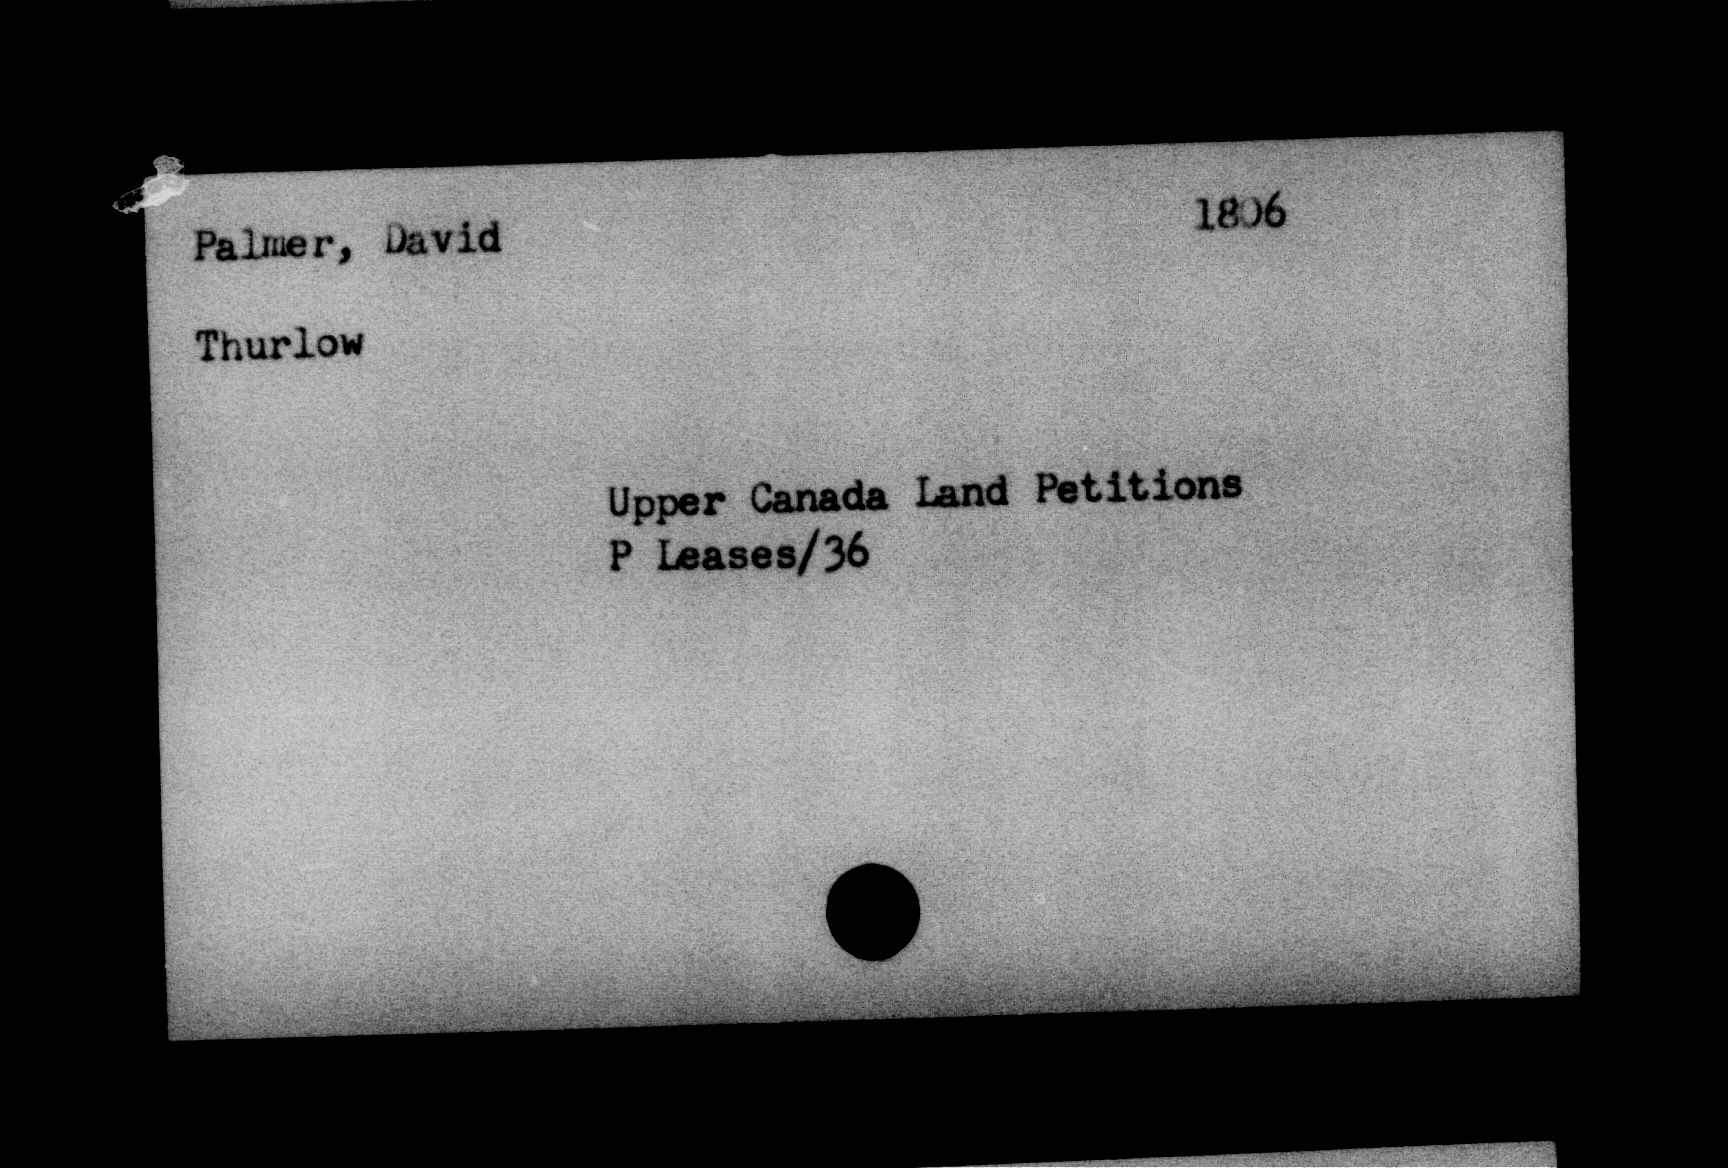 Palmer, David 1806
Thurlow
Upper Canada Land Petitions
P Leases/36